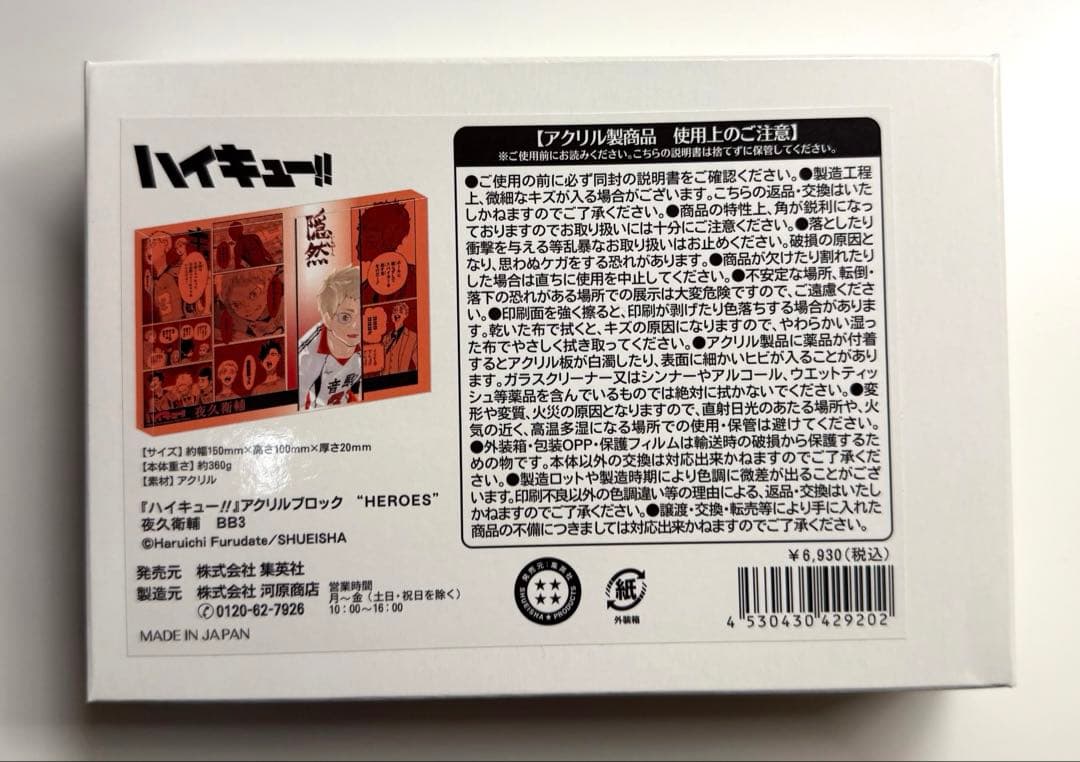 ハイキュー!!
隠然
音駒
ハイキュー!!
夜久衛輔
【サイズ】約幅150mm×高さ100mm×厚さ20mm
【本体重さ】約360g
【素材】アクリル
『ハイキュー!!』アクリルブロック “HEROES”
夜久衛輔 BB3
©Haruichi Furudate/SHUEISHA
発売元 株式会社 集英社
製造元 株式会社 河原商店
0120-62-7926
営業時間
月〜金(土日・祝日を除く)
10:00〜16:00
MADE IN JAPAN
【アクリル製商品 使用上のご注意】
※ご使用前にお読みください。こちらの説明書は捨てずに保管してください。
●ご使用の前に必ず同封の説明書をご確認ください。●製造工程
上、微細なキズが入る場合がございます。こちらの返品・交換はいた
しかねますのでご了承ください。●商品の特性上、角が鋭利になっ
ておりますのでお取り扱いには十分にご注意ください。●落としたり
衝撃を与える等乱暴なお取り扱いはお止めください。破損の原因と
なり、思わぬケガをする恐れがあります。●商品が欠けたり割れたり
した場合は直ちに使用を中止してください。●不安定な場所、転倒・
落下の恐れがある場所での展示は大変危険ですので、ご遠慮くださ
い。●印刷面を強く擦ると、印刷が剥げたり色落ちする場合がありま
す。乾いた布で拭くと、キズの原因になりますので、やわらかい湿っ
た布でやさしく拭き取ってください。●アクリル製品に薬品が付着
するとアクリル板が白濁したり、表面に細かいヒビが入ることがあり
ます。ガラスクリーナー又はシンナーやアルコール、ウエットティッ
シュ等薬品を含んでいるものでは絶対に拭かないでください。●変
形や変質、火災の原因となりますので、直射日光のあたる場所や、火
気の近く、高温多湿になる場所での使用・保管は避けてください。
●外装箱・包装OPP・保護フィルムは輸送時の破損から保護するた
めの物です。本体以外の交換は対応出来かねますのでご了承くだ
さい。●製造ロットや製造時期により色調に微差が出ることがござ
います。印刷不良以外の色調違い等の理由による、返品・交換はいたし
かねますのでご了承ください。●譲渡・交換・転売等により手に入れた
商品の不備につきましては対応出来かねますのでご了承ください。
発売元:集英社
SHUEISHA PRODUCTS
紙
外装箱
¥6,930(税込)
4 530430 429202